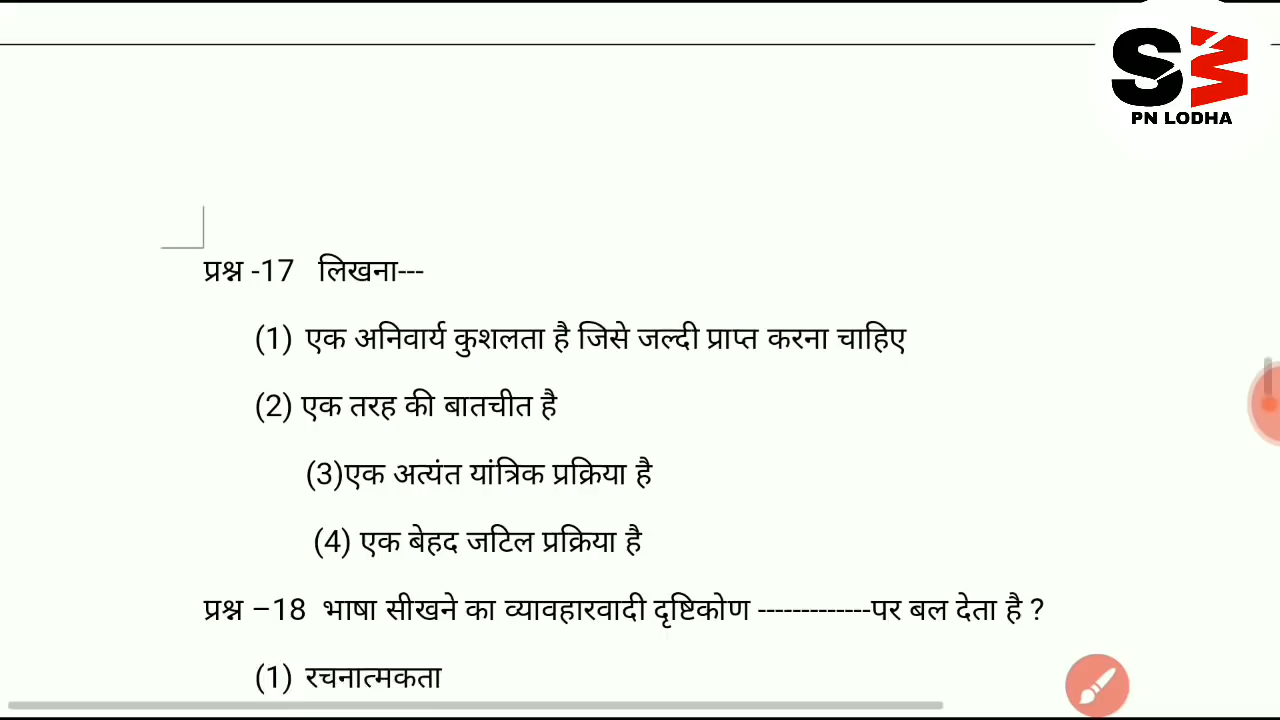 SM
PN LODHA
प्रश्न -17 लिखना---
(1) एक अनिवार्य कुशलता है जिसे जल्दी प्राप्त करना चाहिए
(2) एक तरह की बातचीत है
(3)एक अत्यंत यांत्रिक प्रक्रिया है
(4) एक बेहद जटिल प्रक्रिया है
प्रश्न –18 भाषा सीखने का व्यावहारवादी दृष्टिकोण -------------पर बल देता है ?
(1) रचनात्मकता